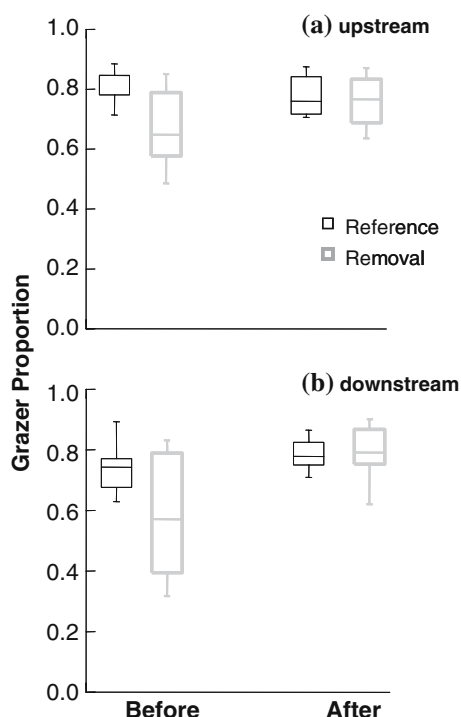 1.0
(a) upstream
0.8
0.6
0.4
Reference
Removal
0.2
0.0
Grazer Proportion
1.0
(b) downstream
0.8
0.6
0.4
0.2
0.0
Before After